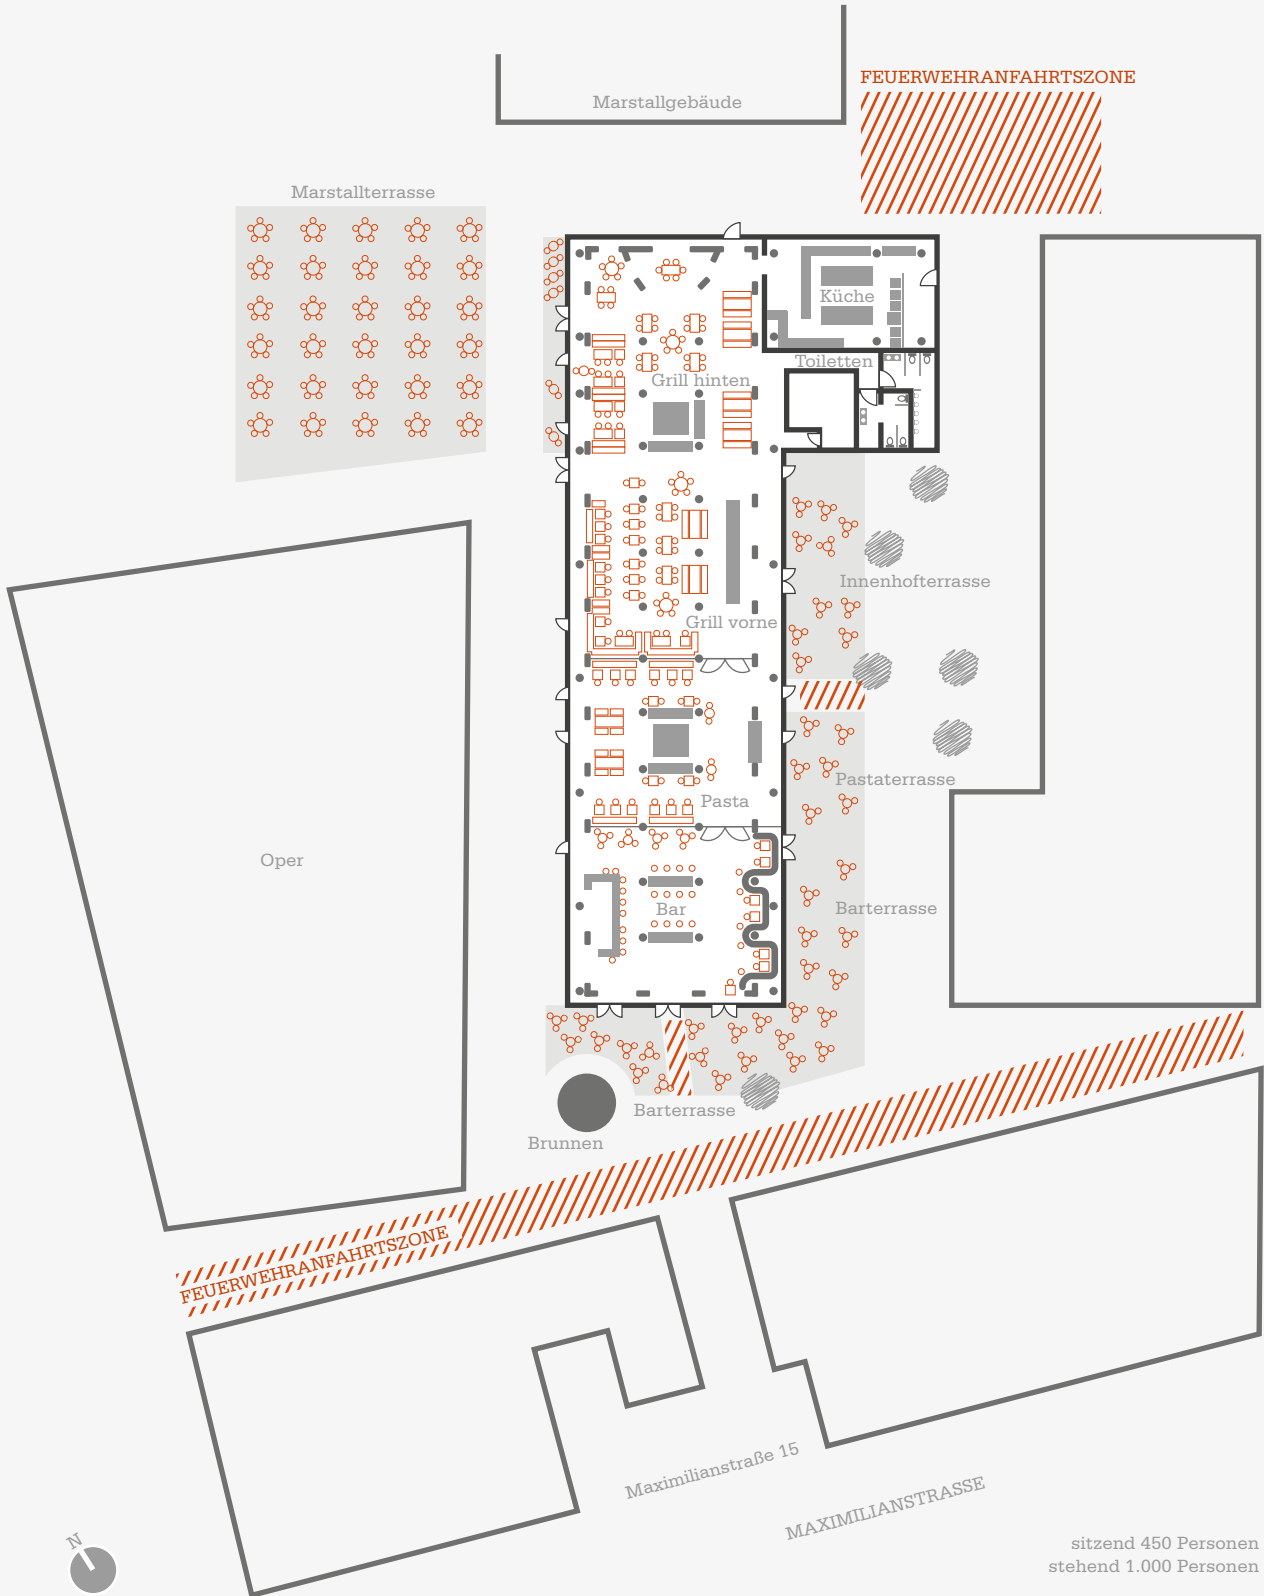 FEUERWEHRANFAHRTSZONE
Marstallgebäude
Marstallterrasse
Küche
Toiletten
Grill hinten
Innenhofterrasse
Grill vorne
Pastaterrasse
Pasta
Oper
Bar
Barterrasse
Barterrasse
Brunnen
FEUERWEHRANFAHRTSZONE
Maximilianstraße 15
MAXIMILIANSTRASSE
N
sitzend 450 Personen
stehend 1.000 Personen